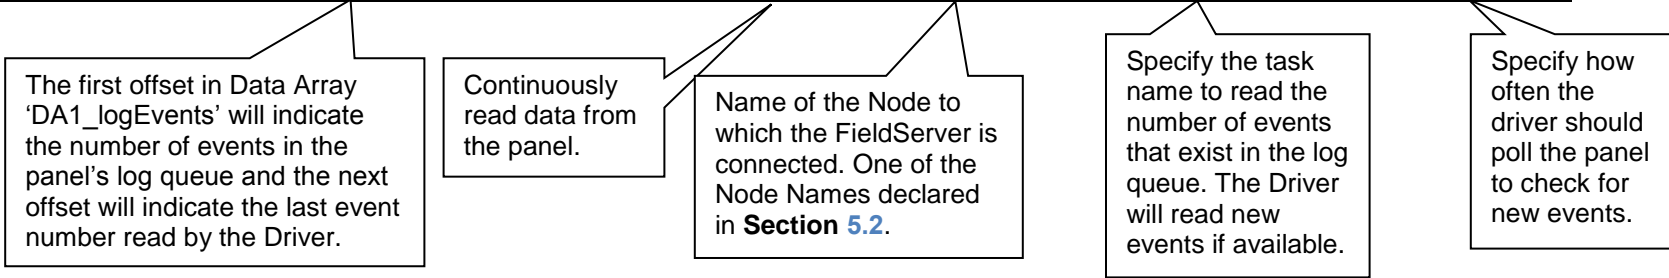 The first offset in Data Array
‘DA1_logEvents’ will indicate
the number of events in the
panel’s log queue and the next
offset will indicate the last event
number read by the Driver.
Continuously
read data from
the panel.
Name of the Node to
which the FieldServer is
connected. One of the
Node Names declared
in Section 5.2.
Specify the task
name to read the
number of events
that exist in the log
queue. The Driver
will read new
events if available.
Specify how
often the
driver should
poll the panel
to check for
new events.